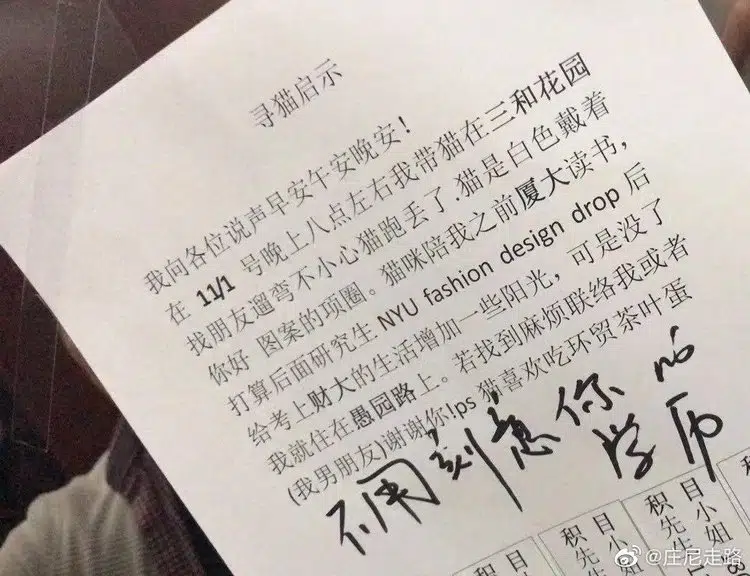 寻猫启示
我向各位说声早安午安晚安!
在 11/1 号晚上八点左右我带猫在三和花园
找朋友遛弯不小心猫跑丢了.猫是白色戴着
你好 图案的项圈。猫咪陪我之前厦大读书，
打算后面研究生 NYU fashion design drop 后
给考上财大的生活增加一些阳光，可是没了
我就住在愚园路上。若找到麻烦联络我或者
(我男朋友)谢谢你!ps 猫喜欢吃环贸茶叶蛋
不用刻意你的
学历
目小姐
积先生
目小姐
积先生
目小姐
积先生
积
@庄尼走路